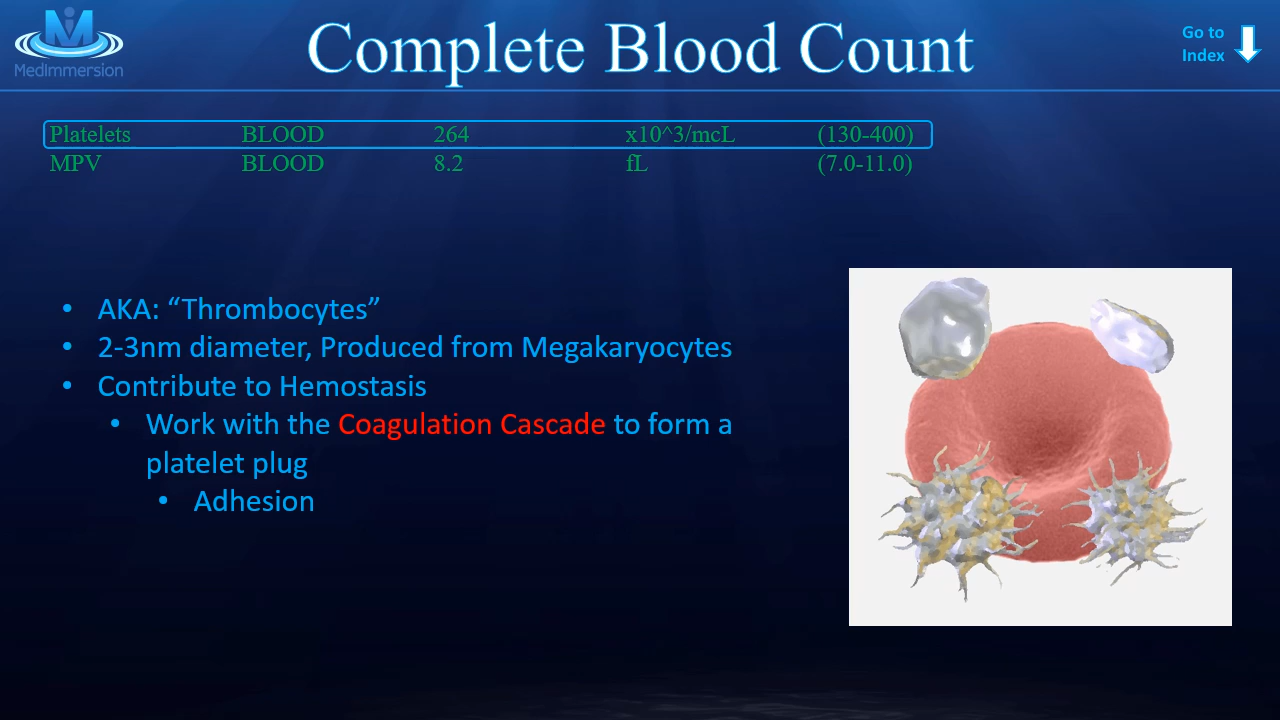 MedImmersion
Complete Blood Count
Go to
Index
Platelets BLOOD 264 x10^3/mcL (130-400)
MPV BLOOD 8.2 fL (7.0-11.0)
• AKA: “Thrombocytes”
• 2-3nm diameter, Produced from Megakaryocytes
• Contribute to Hemostasis
• Work with the Coagulation Cascade to form a
platelet plug
• Adhesion